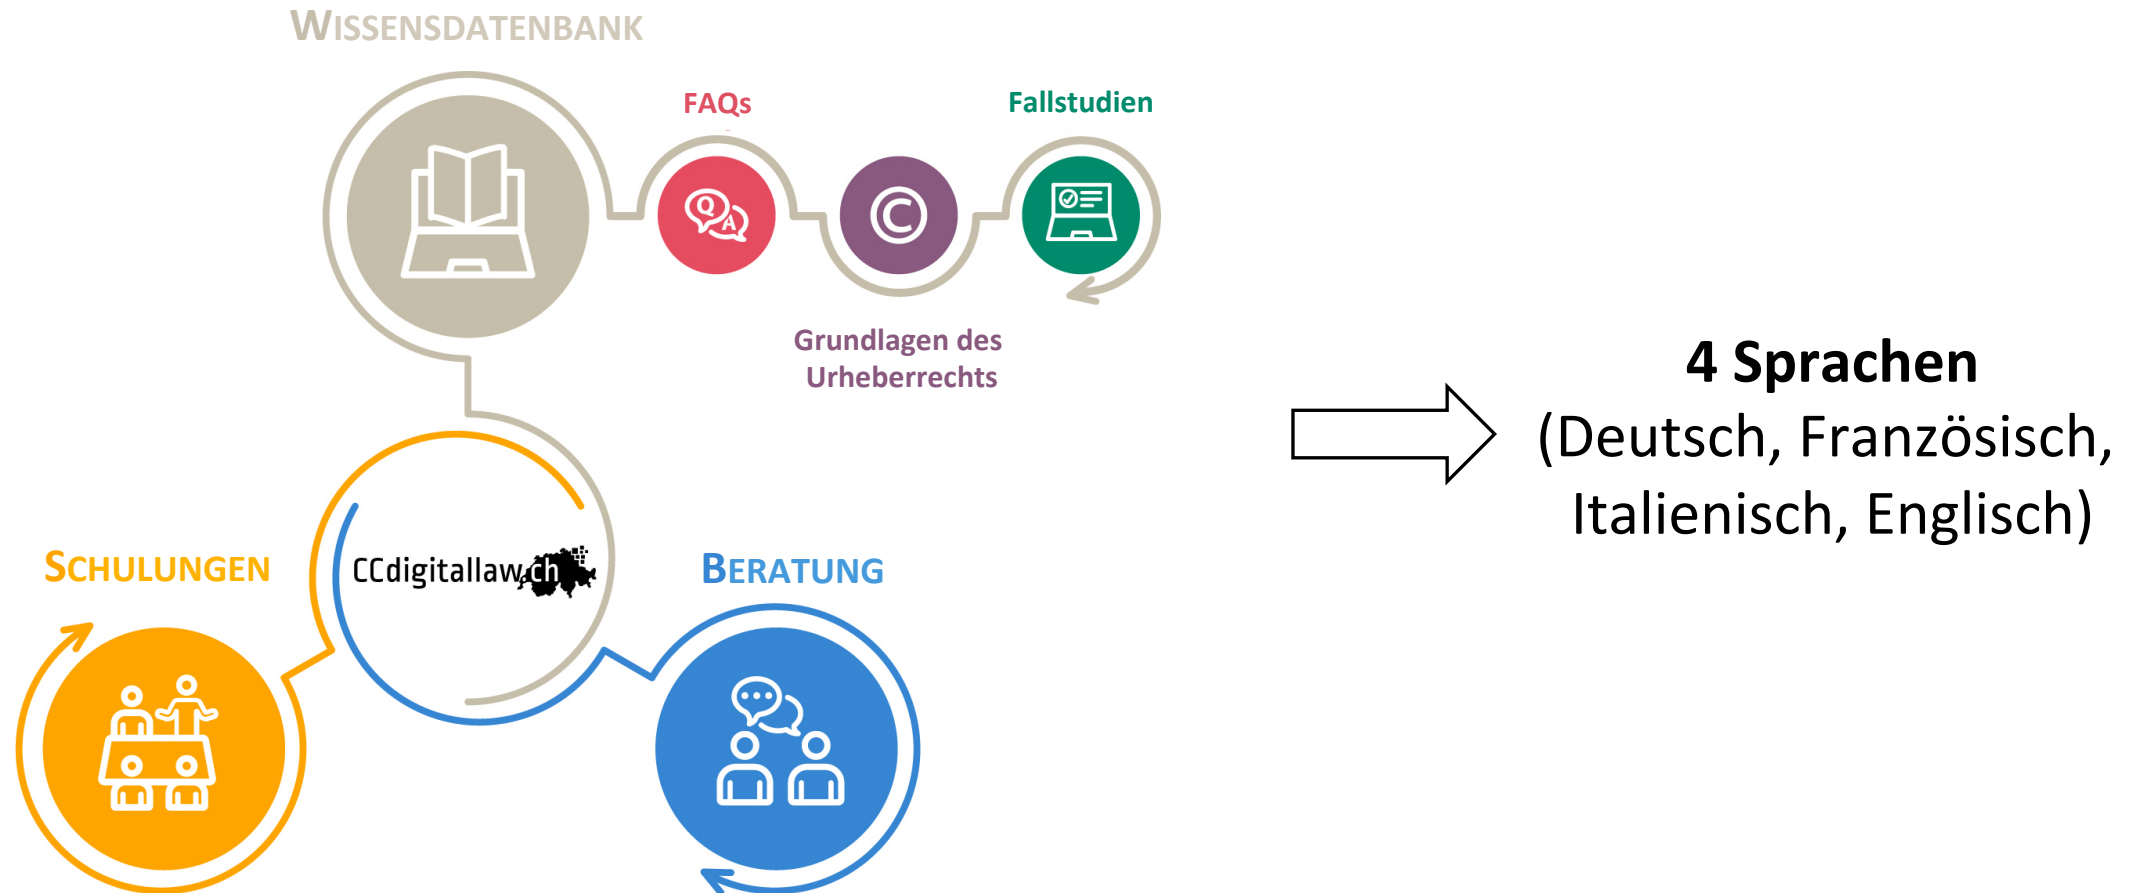 WISSENSDATENBANK
FAQs
Fallstudien
Q
A
©
Grundlagen des
Urheberrechts
4 Sprachen
(Deutsch, Französisch,
Italienisch, Englisch)
SCHULUNGEN
CCdigitallaw.ch
BERATUNG